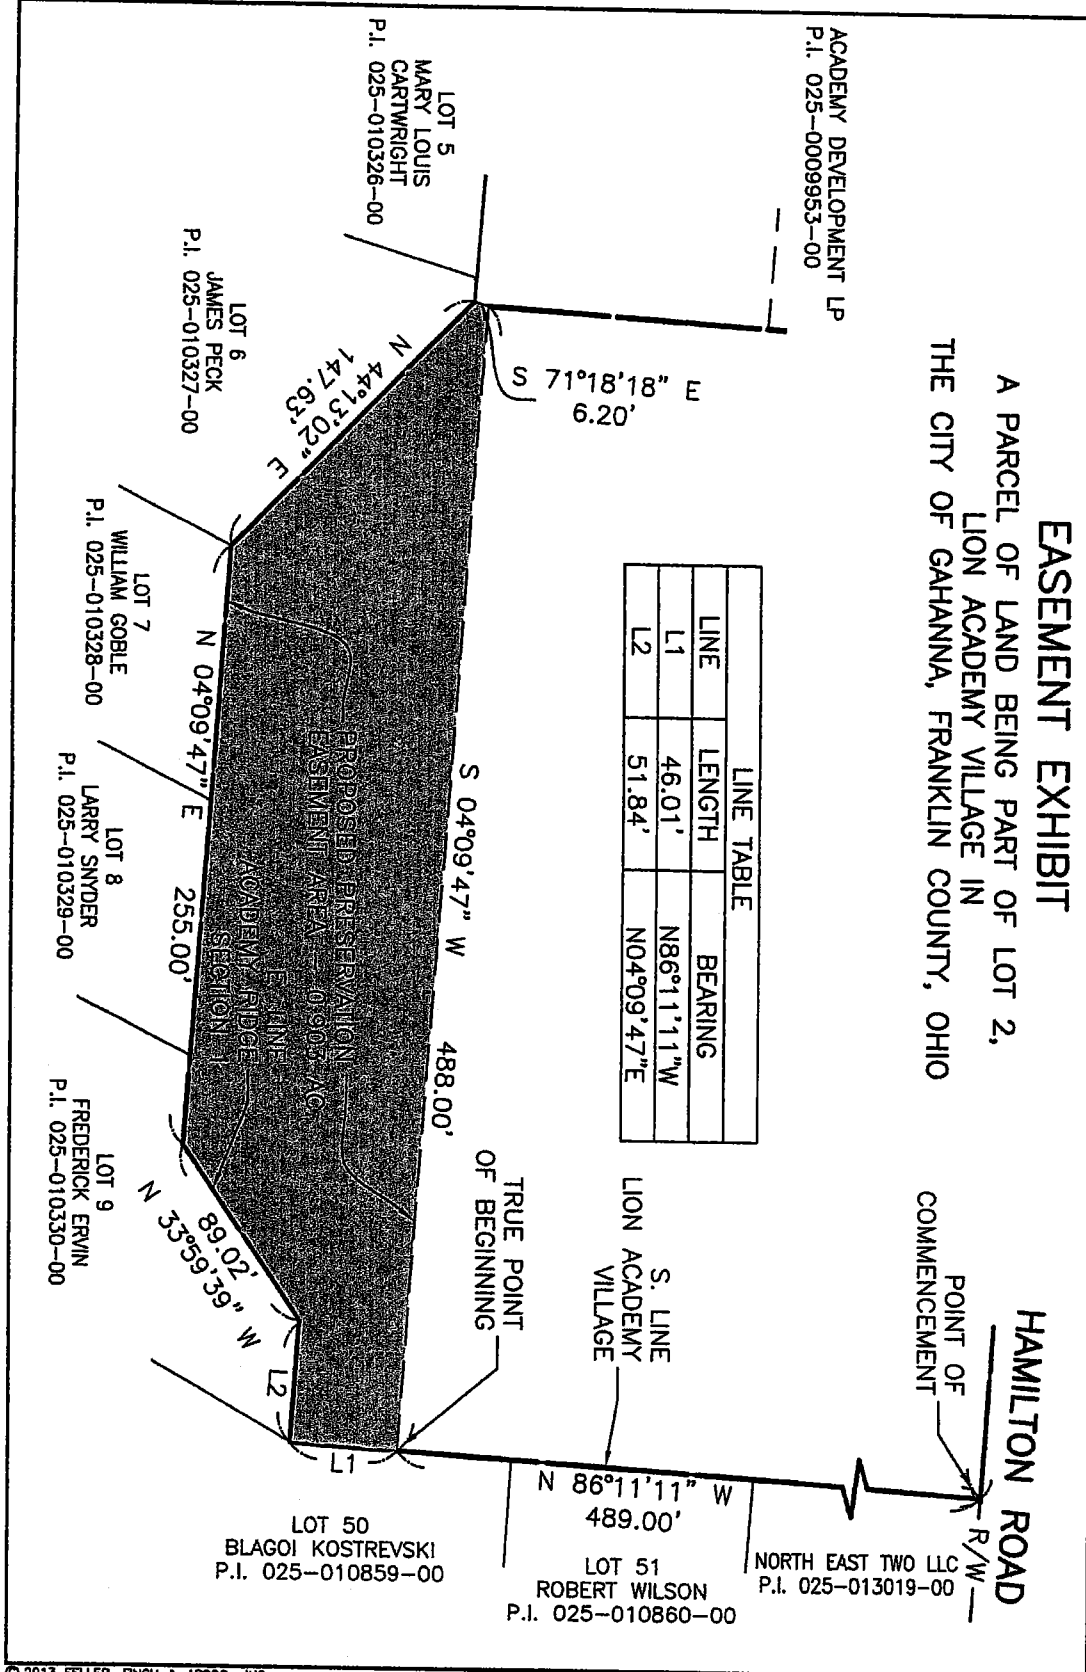 EASEMENT EXHIBIT
A PARCEL OF LAND BEING PART OF LOT 2,
LION ACADEMY VILLAGE IN
THE CITY OF GAHANNA, FRANKLIN COUNTY, OHIO
ACADEMY DEVELOPMENT LP
P.I. 025-0009953-00
HAMILTON ROAD
R/W
POINT OF
COMMENCEMENT
LINE TABLE
LINE LENGTH BEARING
L1 46.01' N86°11'11"W
L2 51.84' N04°09'47"E
S. LINE
LION ACADEMY
VILLAGE
TRUE POINT
OF BEGINNING
S 71°18'18" E
6.20'
S 04°09'47" W 488.00'
N 86°11'11" W
489.00'
NORTH EAST TWO LLC
P.I. 025-013019-00
LOT 51
ROBERT WILSON
P.I. 025-010860-00
LOT 50
BLAGOI KOSTREVSKI
P.I. 025-010859-00
L1
L2
PROPOSED PRESERVATION
EASEMENT AREA
AC
E. LINE
ACADEMY RIDGE
SECTION 1
N 44°13'02" E
147.63'
N 04°09'47" E 255.00'
89.02'
N 33°59'39" W
LOT 5
MARY LOUIS
CARTWRIGHT
P.I. 025-010326-00
LOT 6
JAMES PECK
P.I. 025-010327-00
LOT 7
WILLIAM GOBLE
P.I. 025-010328-00
LOT 8
LARRY SNYDER
P.I. 025-010329-00
LOT 9
FREDERICK ERVIN
P.I. 025-010330-00